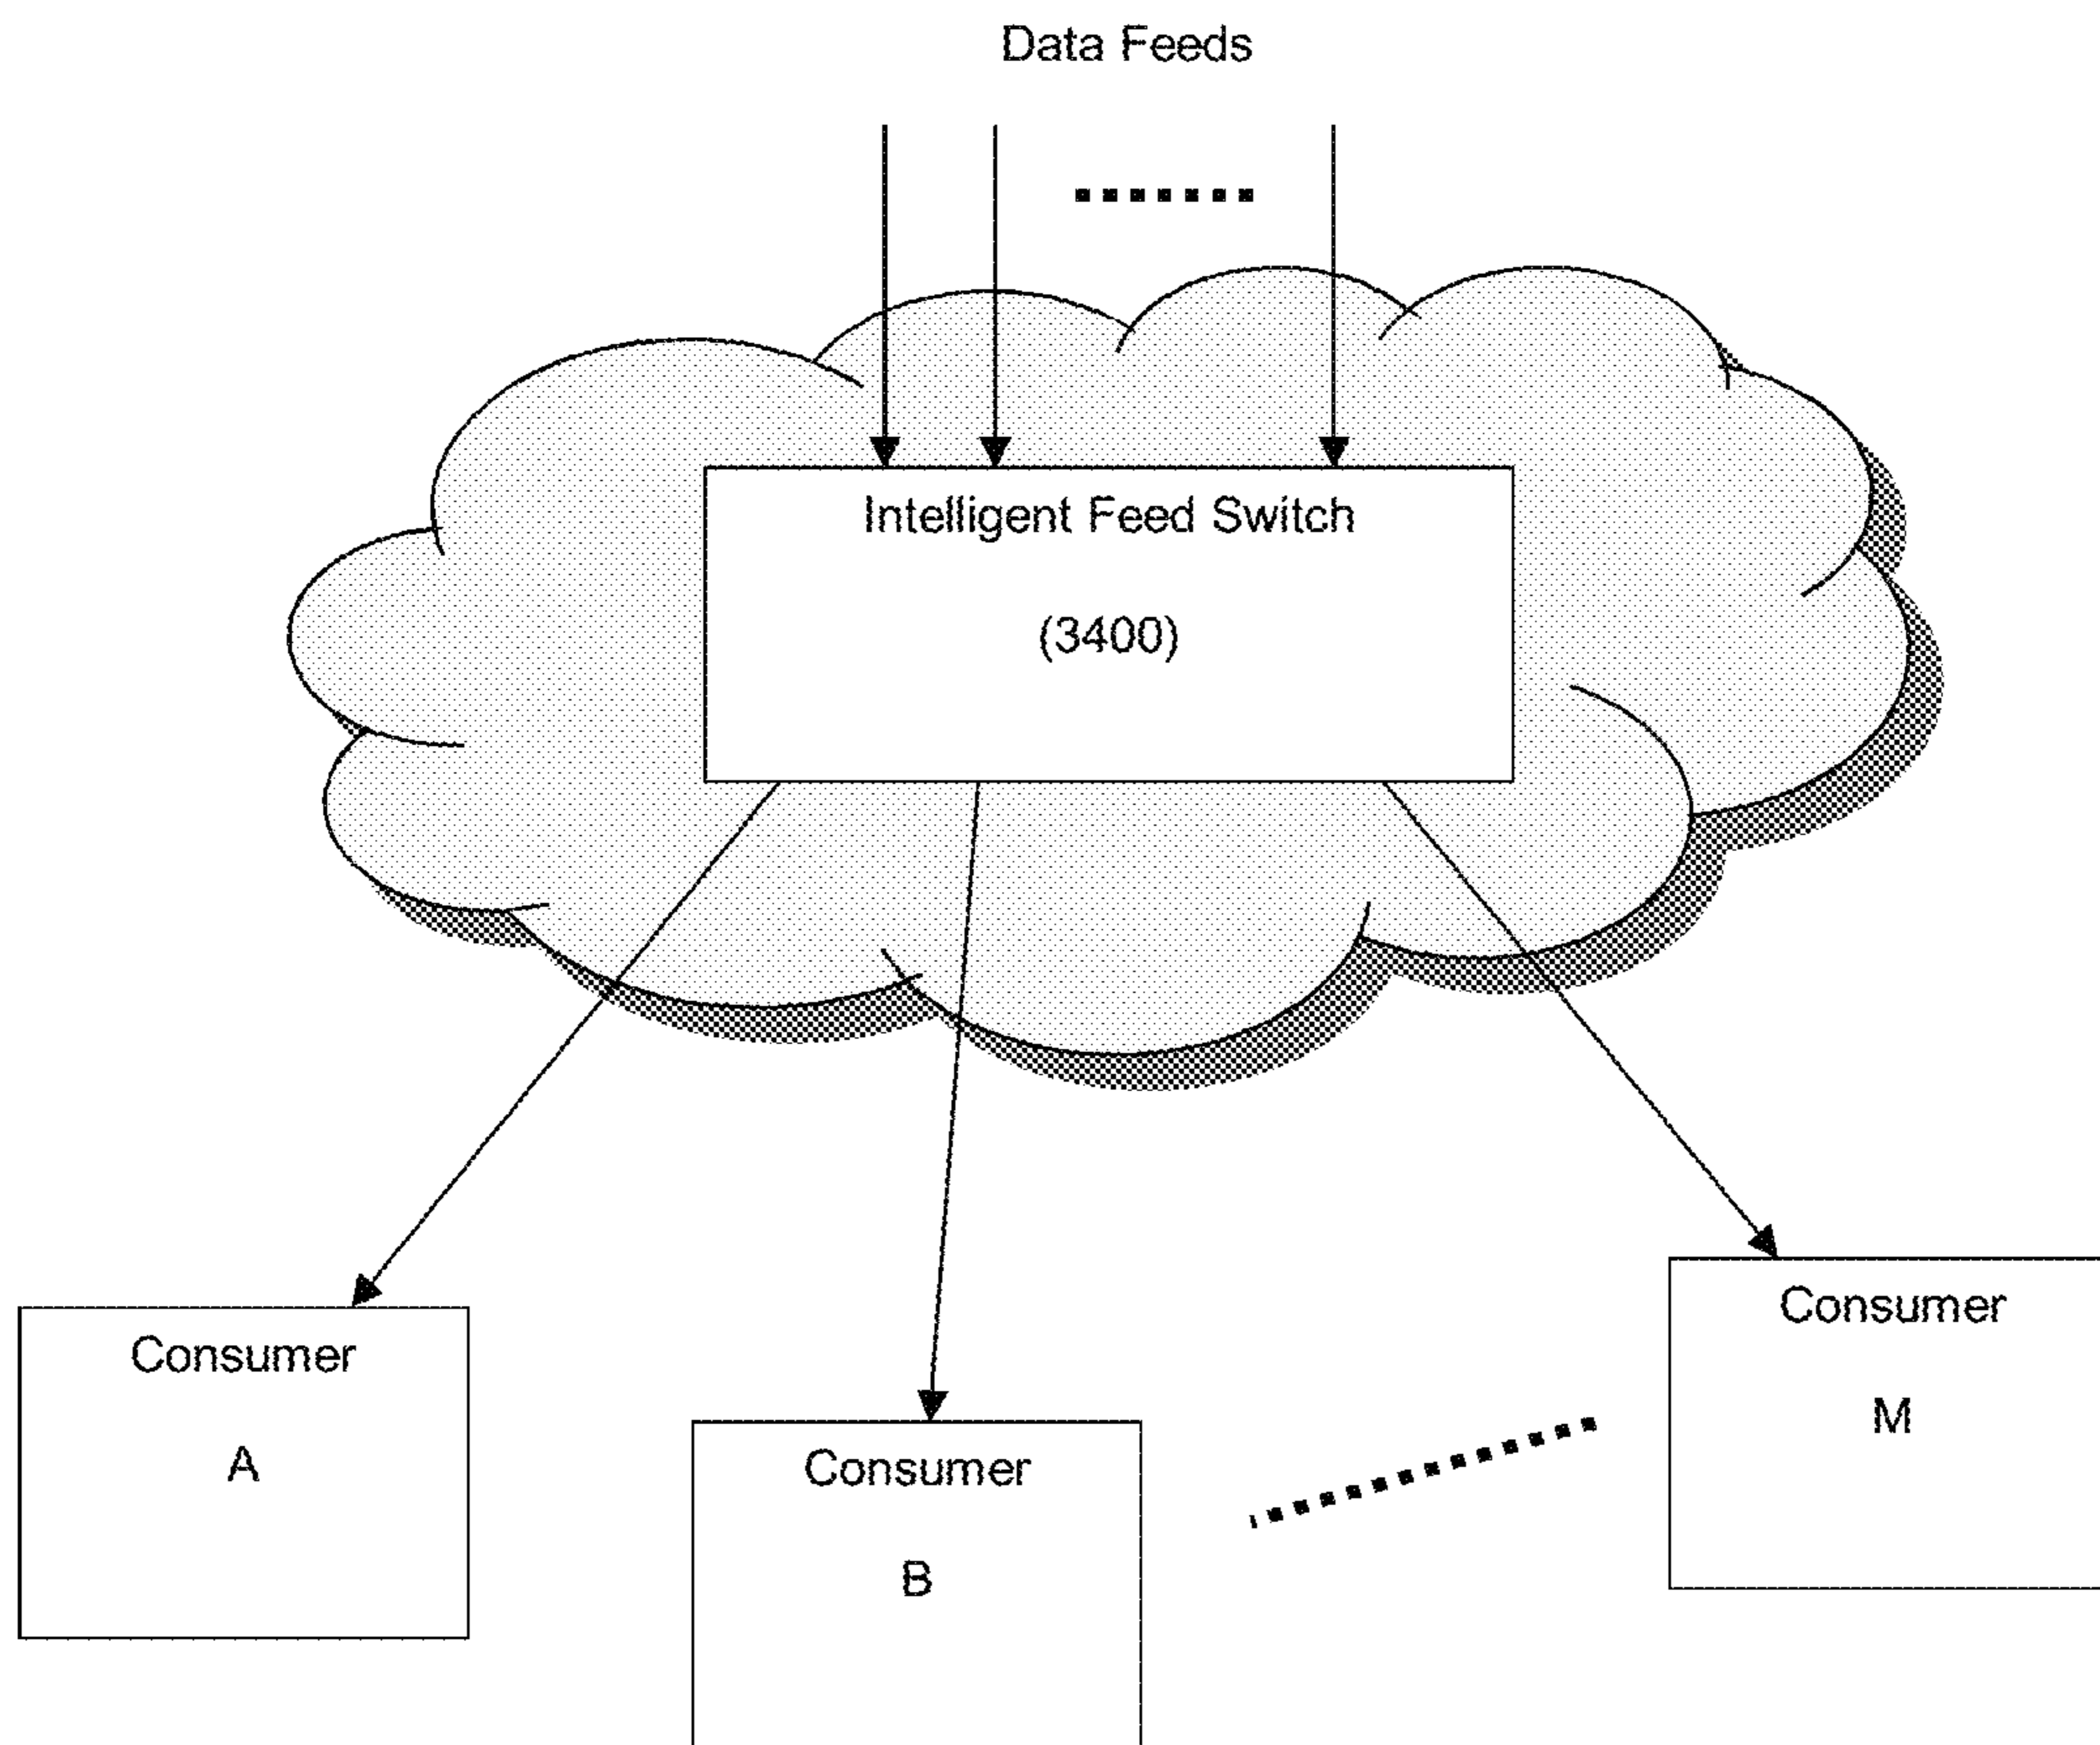 Data Feeds
Intelligent Feed Switch
(3400)
Consumer
A
Consumer
B
Consumer
M